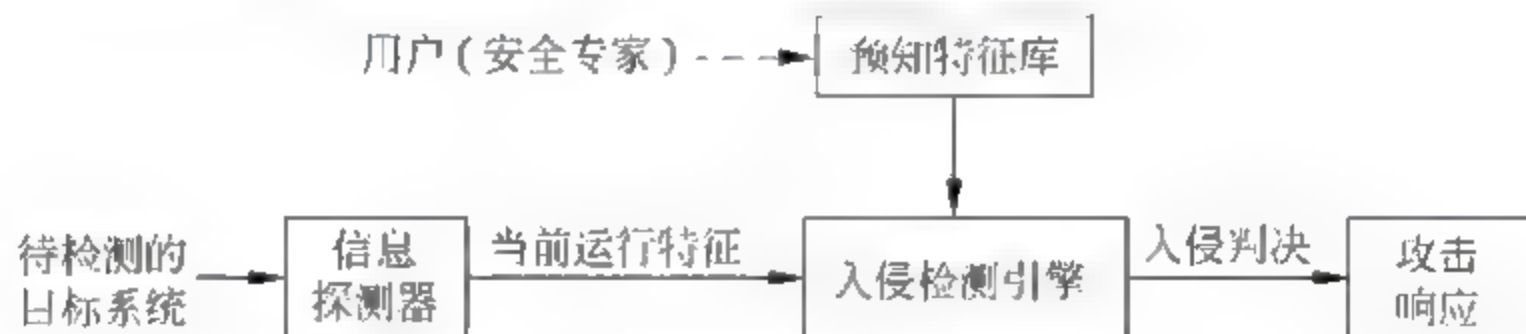 用户(安全专家)
预知特征库
待检测的
目标系统
信息
探测器
当前运行特征
入侵检测引擎
入侵判决
攻击
响应